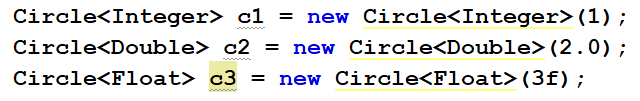 Circle<Integer> c1 = new Circle<Integer>(1);
Circle<Double> c2 = new Circle<Double>(2.0);
Circle<Float> c3 = new Circle<Float>(3f);